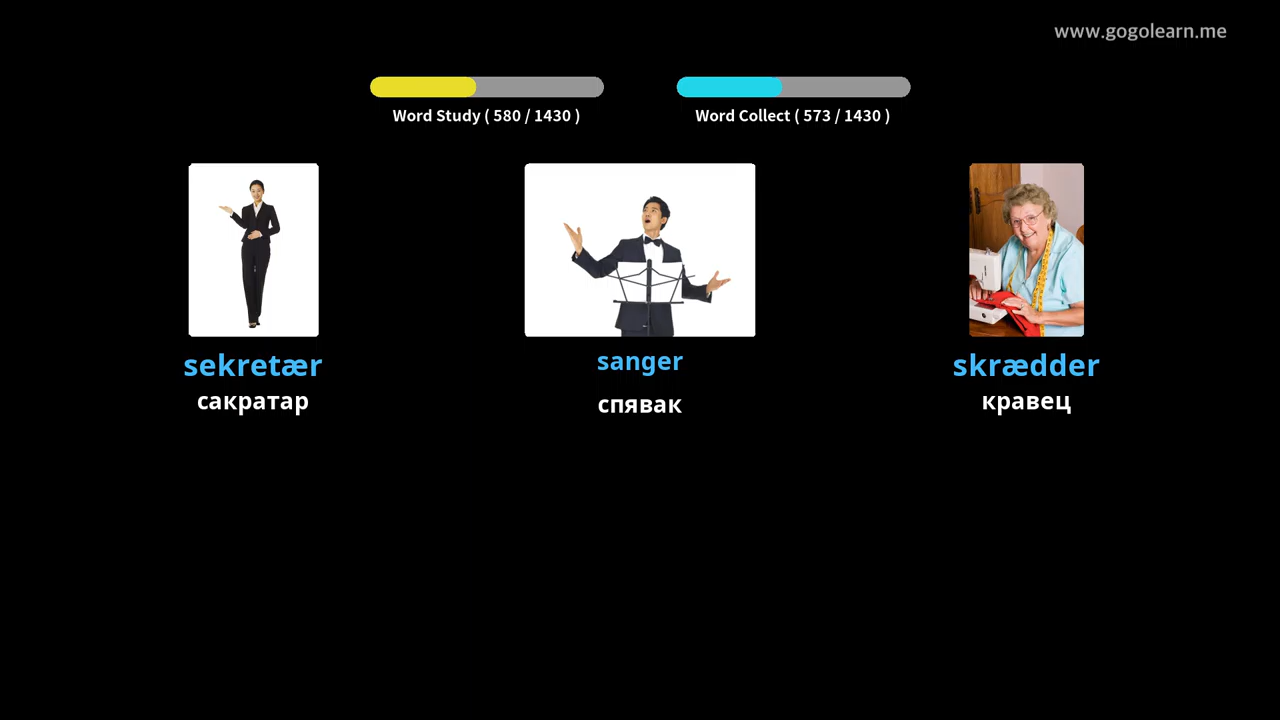 www.gogolearn.me
Word Study ( 580 / 1430 )
Word Collect ( 573 / 1430 )
sekretær
сакратар
sanger
спявак
skrædder
кравец